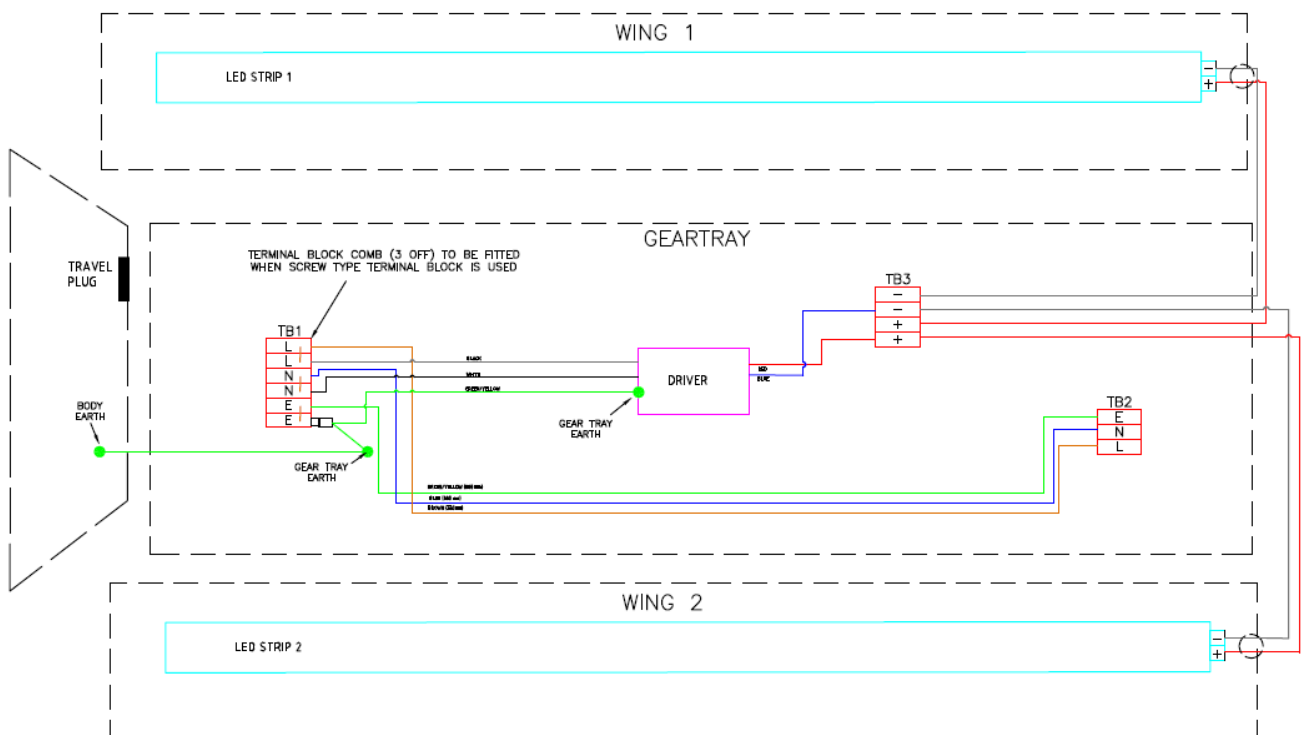 WING 1
LED STRIP 1
-
+
GEARTRAY
TERMINAL BLOCK COMB (3 OFF) TO BE FITTED
WHEN SCREW TYPE TERMINAL BLOCK IS USED
TRAVEL
PLUG
TB3
-
-
+
+
TB1
L
L
N
N
E
E
BLACK
WHITE
GREEN/YELLOW
DRIVER
RED
BLUE
GEAR TRAY
EARTH
BODY
EARTH
GEAR TRAY
EARTH
TB2
E
N
L
WING 2
LED STRIP 2
-
+